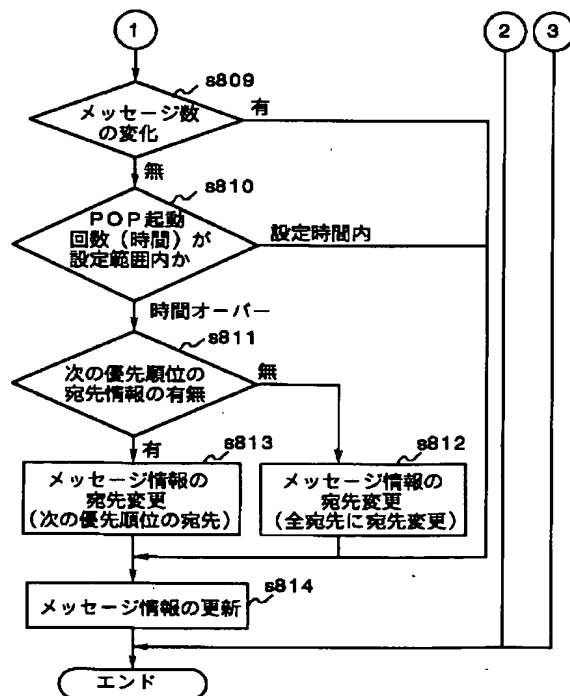 1
2
3
s809
メッセージ数
の変化
有
無
s810
POP起動
回数（時間）が
設定範囲内か
設定時間内
時間オーバー
s811
次の優先順位の
宛先情報の有無
無
有
s813
メッセージ情報の
宛先変更
（次の優先順位の宛先）
s812
メッセージ情報の
宛先変更
（全宛先に宛先変更）
s814
メッセージ情報の更新
エンド